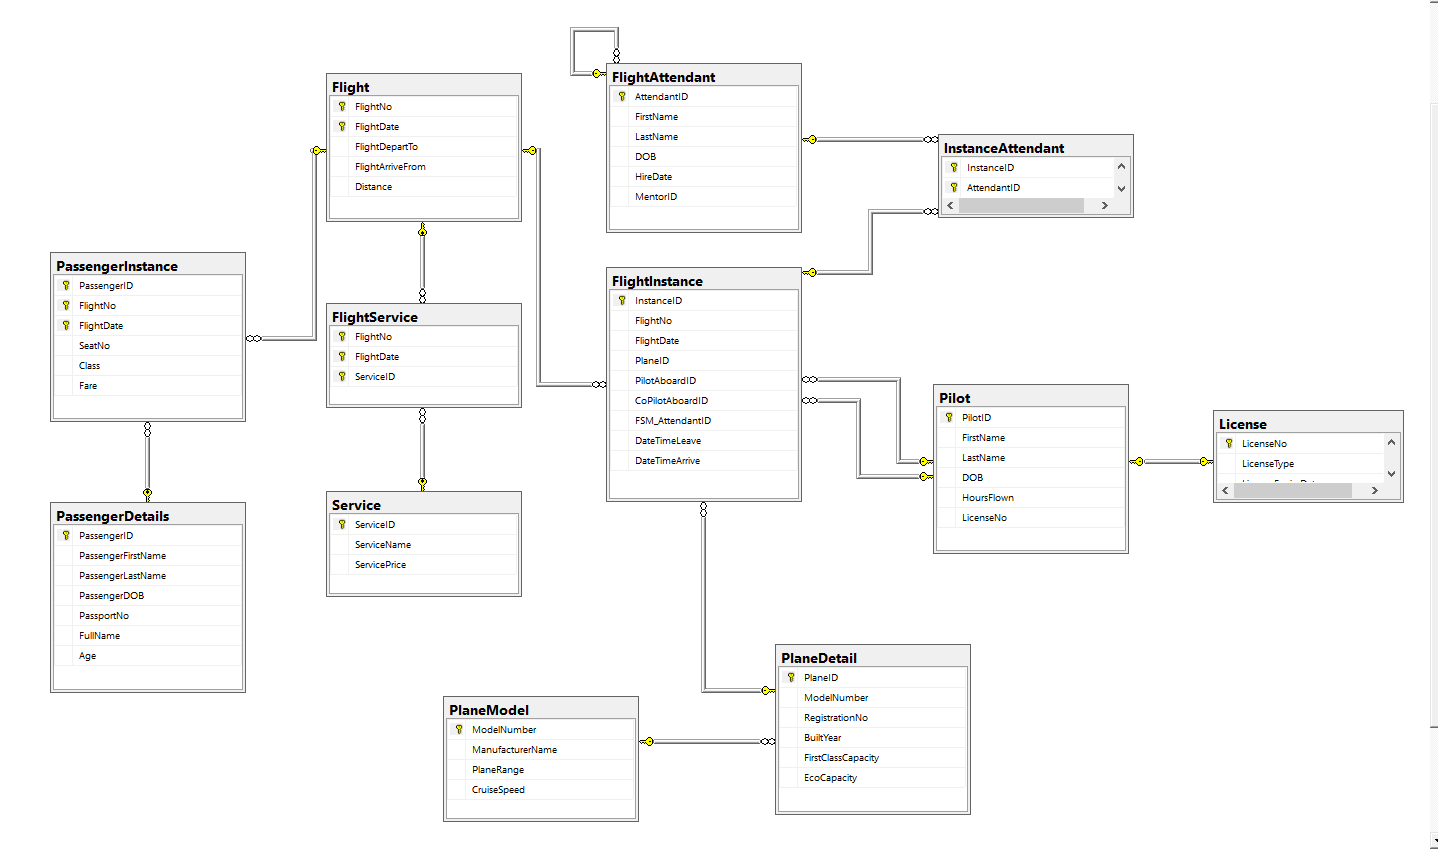 Flight
FlightNo
FlightDate
FlightDepartTo
FlightArriveFrom
Distance
FlightAttendant
AttendantID
FirstName
LastName
DOB
HireDate
MentorID
InstanceAttendant
InstanceID
AttendantID
PassengerInstance
PassengerID
FlightNo
FlightDate
SeatNo
Class
Fare
FlightService
FlightNo
FlightDate
ServiceID
FlightInstance
InstanceID
FlightNo
FlightDate
PlaneID
PilotAboardID
CoPilotAboardID
FSM_AttendantID
DateTimeLeave
DateTimeArrive
Pilot
PilotID
FirstName
LastName
DOB
HoursFlown
LicenseNo
License
LicenseNo
LicenseType
PassengerDetails
PassengerID
PassengerFirstName
PassengerLastName
PassengerDOB
PassportNo
FullName
Age
Service
ServiceID
ServiceName
ServicePrice
PlaneModel
ModelNumber
ManufacturerName
PlaneRange
CruiseSpeed
PlaneDetail
PlaneID
ModelNumber
RegistrationNo
BuiltYear
FirstClassCapacity
EcoCapacity